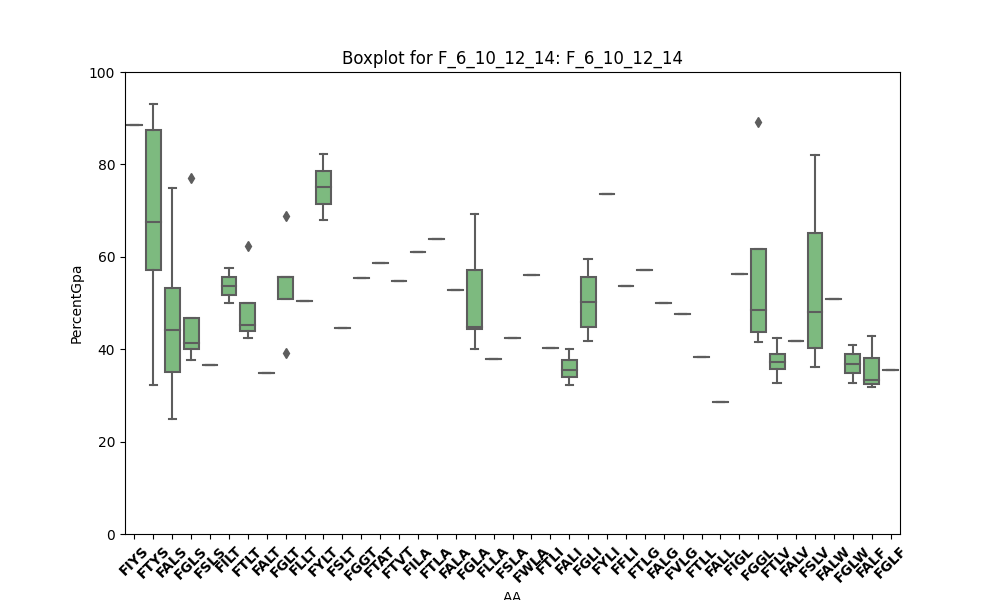 Boxplot for F_6_10_12_14: F_6_10_12_14
PercentGpa
100
80
60
40
20
0
FIYS
FTYS
FALS
FGLS
FSLS
FILT
FTLT
FALT
FGLT
FLLT
FYLT
FSLT
FGGT
FTAT
FTVT
FILA
FTLA
FALA
FGLA
FLLA
FSLA
FWLA
FTLI
FALI
FGLI
FYLI
FFLI
FTLG
FALG
FVLG
FTLL
FALL
FIGL
FGGL
FTLV
FALV
FSLV
FALW
FGLW
FALF
FGLF
AA